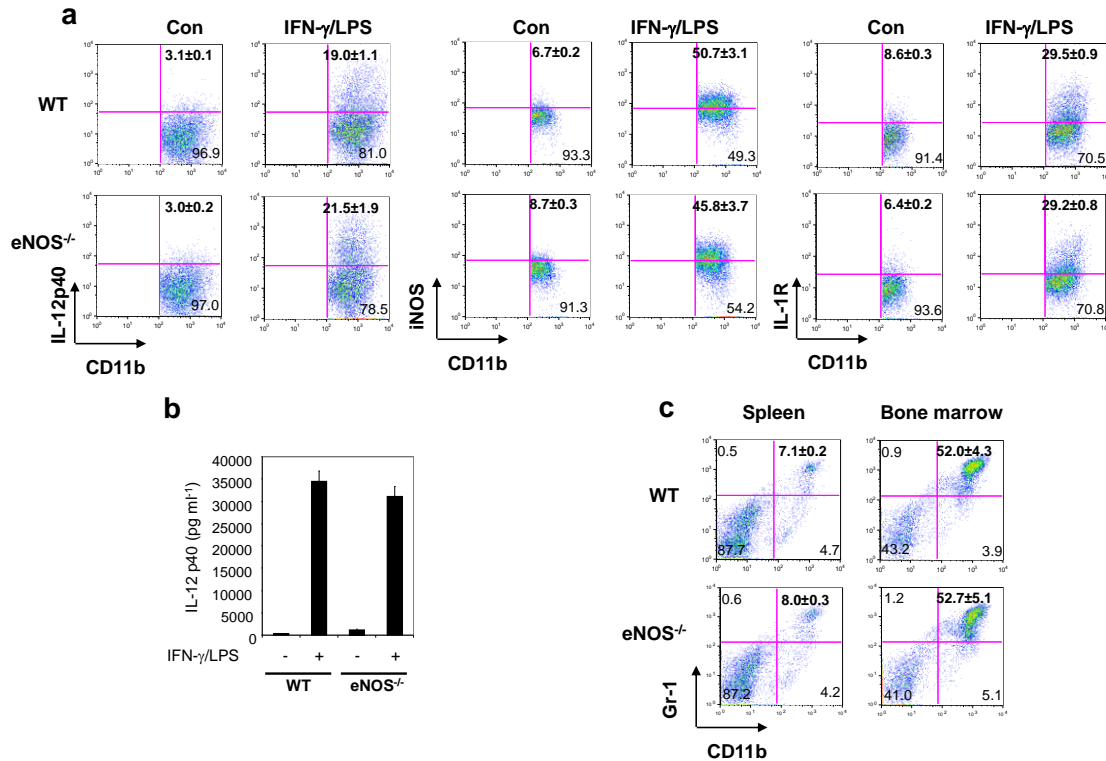 a
Con IFN-γ/LPS Con IFN-γ/LPS Con IFN-γ/LPS
WT
3.1±0.1 19.0±1.1 6.7±0.2 50.7±3.1 8.6±0.3 29.5±0.9
96.9 81.0 93.3 49.3 91.4 70.5
eNOS-/-
3.0±0.2 21.5±1.9 8.7±0.3 45.8±3.7 6.4±0.2 29.2±0.8
97.0 78.5 91.3 54.2 93.6 70.8
IL-12p40 iNOS IL-1R
CD11b CD11b CD11b
b
IL-12 p40 (pg ml-1)
40000
35000
30000
25000
20000
15000
10000
5000
0
IFN-γ/LPS - + - +
WT eNOS-/-
c
Spleen Bone marrow
WT
0.5 7.1±0.2 0.9 52.0±4.3
87.7 4.7 43.2 3.9
eNOS-/-
0.6 8.0±0.3 1.2 52.7±5.1
87.2 4.2 41.0 5.1
Gr-1
CD11b